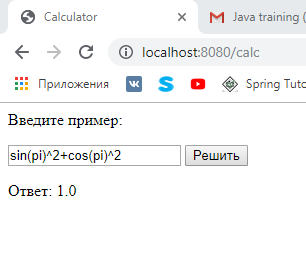 Calculator
Java training (
localhost:8080/calc
Приложения
Spring Tuto
Введите пример:
sin(pi)^2+cos(pi)^2
Решить
Ответ: 1.0